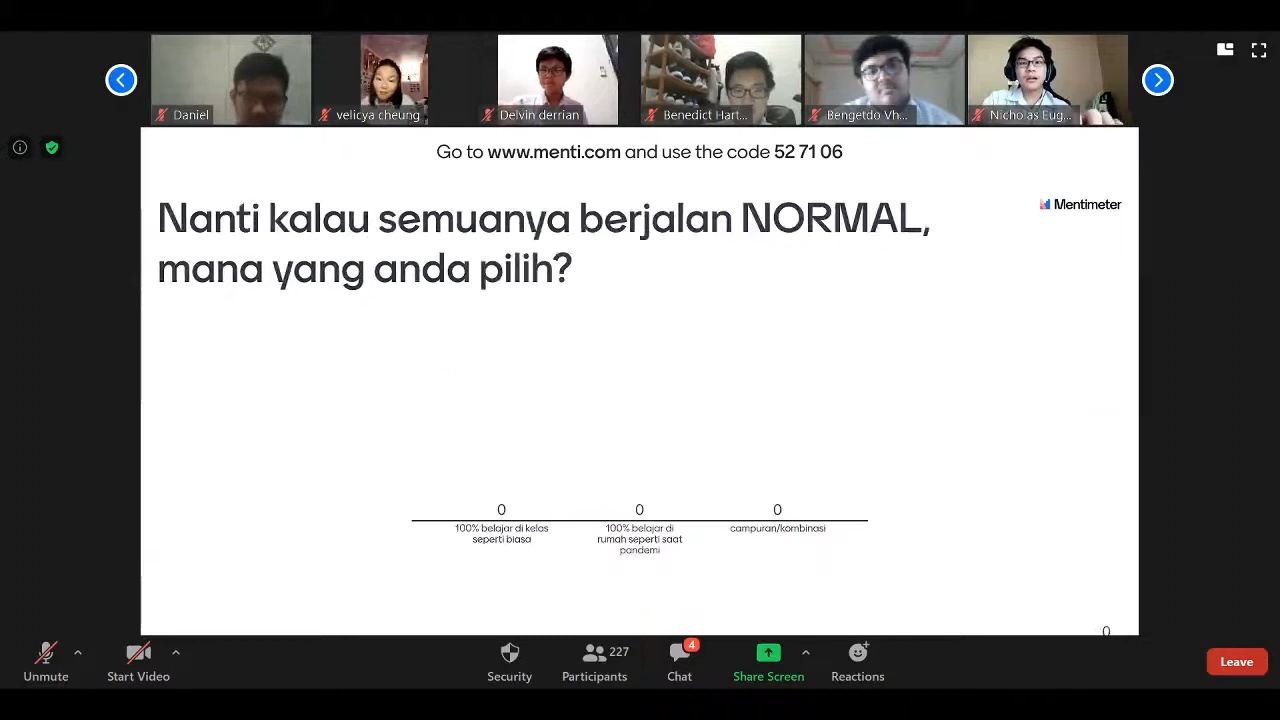 Daniel
velicya cheung
Delvin derrian
Benedict Hart...
Bengetdo Vh...
Nicholas Eug...
Go to www.menti.com and use the code 52 71 06
Mentimeter
Nanti kalau semuanya berjalan NORMAL,
mana yang anda pilih?
0
0
0
100% belajar di kelas
seperti biasa
100% belajar di
rumah seperti saat
pandemi
campuran/kombinasi
0
Unmute
Start Video
Security
227
Participants
4
Chat
Share Screen
Reactions
Leave